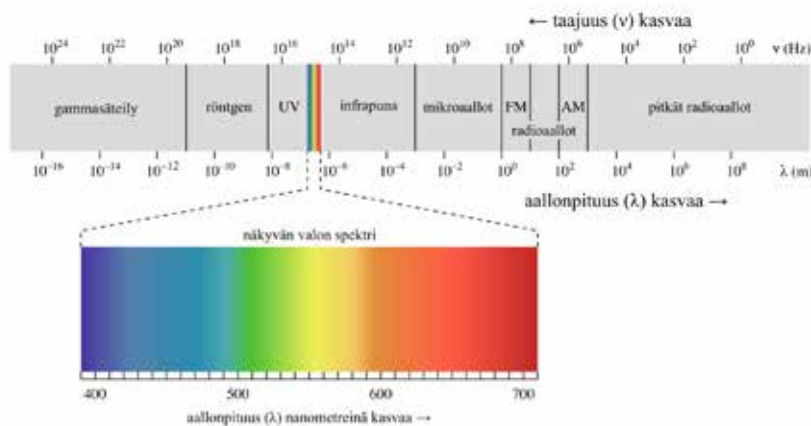 ← taajuus (ν) kasvaa
10²⁴ 10²² 10²⁰ 10¹⁸ 10¹⁶ 10¹⁴ 10¹² 10¹⁰ 10⁸ 10⁶ 10⁴ 10² 10⁰ ν (Hz)
gammasäteily röntgen UV infrapuna mikroaallot FM AM pitkät radioaallot
radioaallot
10⁻¹⁶ 10⁻¹⁴ 10⁻¹² 10⁻¹⁰ 10⁻⁸ 10⁻⁶ 10⁻⁴ 10⁻² 10⁰ 10² 10⁴ 10⁶ 10⁸ λ (m)
aallonpituus (λ) kasvaa →
näkyvän valon spektri
400 500 600 700
aallonpituus (λ) nanometreinä kasvaa →